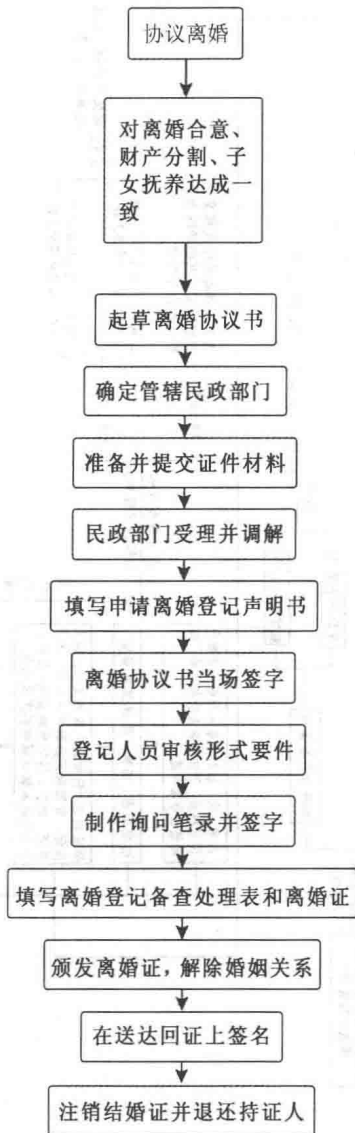 协议离婚
对离婚合意、
财产分割、子
女抚养达成一
致
起草离婚协议书
确定管辖民政部门
准备并提交证件材料
民政部门受理并调解
填写申请离婚登记声明书
离婚协议书当场签字
登记人员审核形式要件
制作询问笔录并签字
填写离婚登记备查处理表和离婚证
颁发离婚证，解除婚姻关系
在送达回证上签名
注销结婚证并退还持证人